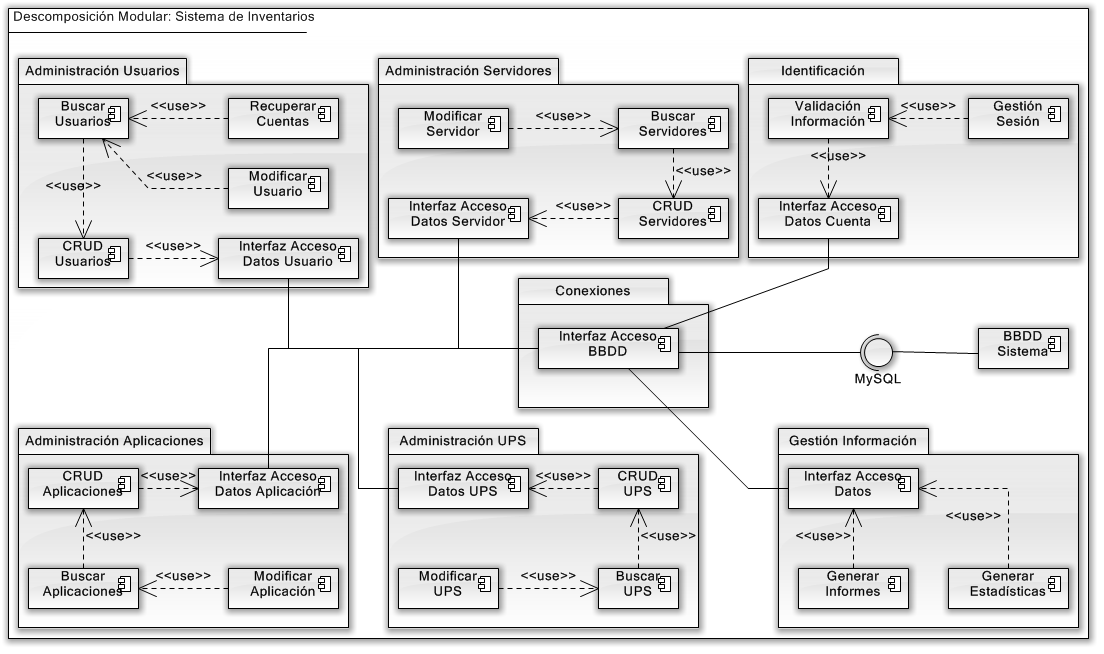 Descomposición Modular: Sistema de Inventarios
Administración Usuarios
Buscar
Usuarios
<<use>>
Recuperar
Cuentas
<<use>>
<<use>>
Modificar
Usuario
CRUD
Usuarios
<<use>>
Interfaz Acceso
Datos Usuario
Administración Servidores
Modificar
Servidor
<<use>>
Buscar
Servidores
<<use>>
Interfaz Acceso
Datos Servidor
<<use>>
CRUD
Servidores
Identificación
Validación
Información
<<use>>
Gestión
Sesión
<<use>>
Interfaz Acceso
Datos Cuenta
Conexiones
Interfaz Acceso
BBDD
MySQL
BBDD
Sistema
Administración Aplicaciones
CRUD
Aplicaciones
<<use>>
Interfaz Acceso
Datos Aplicación
<<use>>
Buscar
Aplicaciones
<<use>>
Modificar
Aplicación
Administración UPS
Interfaz Acceso
Datos UPS
<<use>>
CRUD
UPS
<<use>>
Modificar
UPS
<<use>>
Buscar
UPS
Gestión Información
Interfaz Acceso
Datos
<<use>>
<<use>>
Generar
Informes
Generar
Estadísticas